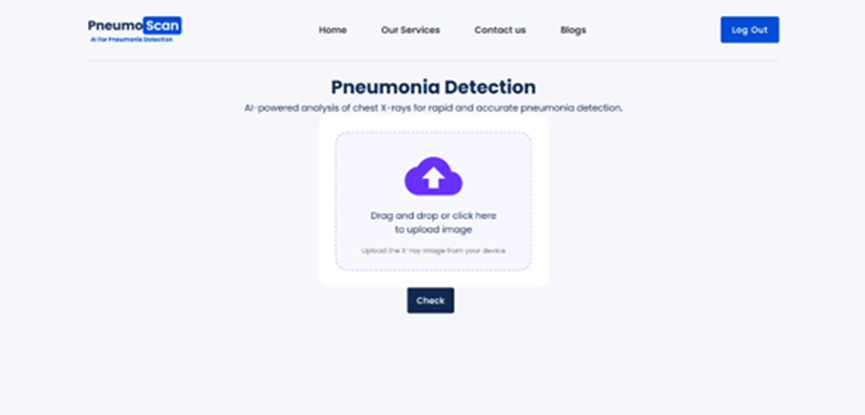 PneumoScan
AI For Pneumonia Detection
Home
Our Services
Contact us
Blogs
Log Out
Pneumonia Detection
AI-powered analysis of chest X-rays for rapid and accurate pneumonia detection.
Drag and drop or click here
to upload image
Upload the X-ray image from your device
Check